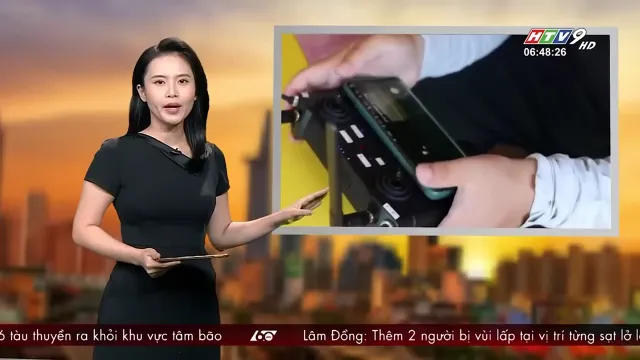 HTV9 HD
06:48:26
6 tàu thuyền ra khỏi khu vực tâm bão
Lâm Đồng: Thêm 2 người bị vùi lấp tại vị trí từng sạt lở l